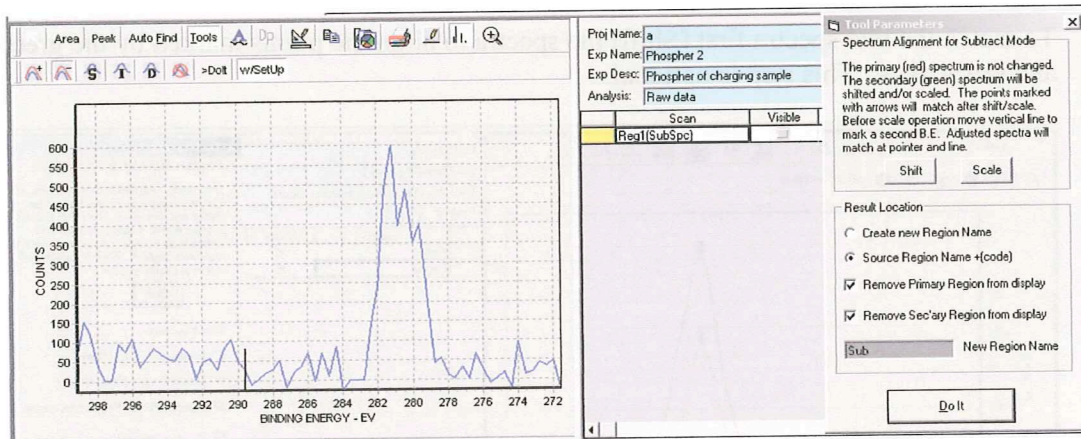 Area Peak Auto Find Tools A Dp
S I D >DoIt w/SetUp
600
550
500
450
400
350
300
250
200
150
100
50
0
COUNTS
298 296 294 292 290 288 286 284 282 280 278 276 274 272
BINDING ENERGY - EV
Proj Name: a
Exp Name: Phospher 2
Exp Desc: Phospher of charging sample
Analysis: Raw data
Scan Visible
Reg1(SubSpc)
Tool Parameters
Spectrum Alignment for Subtract Mode
The primary (red) spectrum is not changed.
The secondary (green) spectrum will be
shifted and/or scaled. The points marked
with arrows will match after shift/scale.
Before scale operation move vertical line to
mark a second B.E. Adjusted spectra will
match at pointer and line.
Shift Scale
Result Location
Create new Region Name
Source Region Name +(code)
Remove Primary Region from display
Remove Sec'ary Region from display
Sub New Region Name
Do It